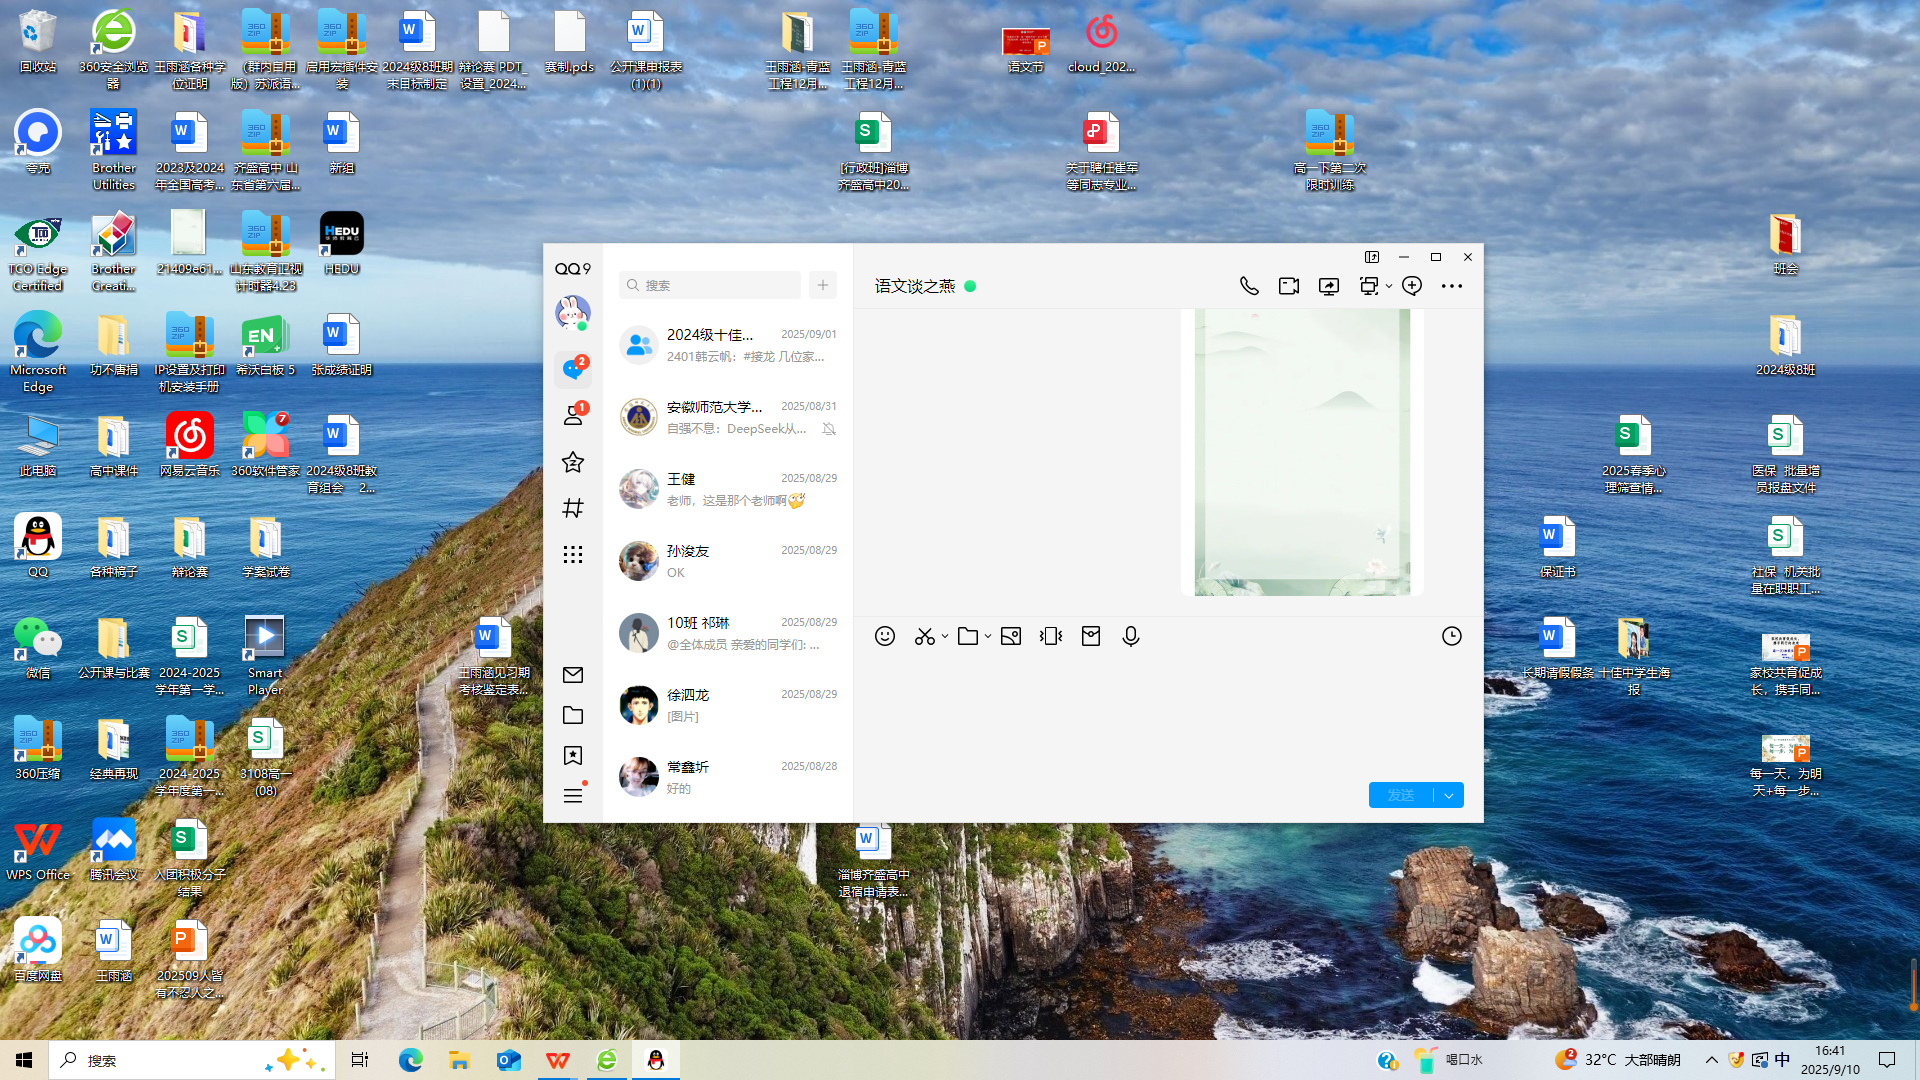 回收站
360安全浏览
器
王雨涵各种学
位证明
(群内自用
版）苏派语...
启用宏插件安
装
2024级8班期
末目标制定
辩论赛 PDT_
设置_2024...
赛制.pds
公开课申报表
(1)(1)
王雨涵-青蓝
工程12月...
王雨涵-青蓝
工程12月...
语文节
cloud_202...
夸克
Brother
Utilities
2023及2024
年全国高考...
齐盛高中 山
东省第六届...
新组
[行政班]淄博
齐盛高中20...
关于聘任崔军
等同志专业...
高一下第二次
限时训练
TCO Edge
Certified
Brother
Creati...
21409e61...
山东教育卫视
计时器4.23
HEDU
班会
Microsoft
Edge
功不唐捐
IP设置及打印
机安装手册
希沃白板 5
张成绩证明
2024级8班
此电脑
高中课件
网易云音乐
360软件管家
2024级8班教
育组会 2...
2025春季心
理筛查情...
医保_批量增
员报盘文件
QQ
各种稿子
辩论赛
学案试卷
保证书
社保_机关批
量在职职工...
微信
公开课与比赛
2024-2025
学年第一学...
Smart
Player
王雨涵见习期
考核鉴定表...
长期请假假条
十佳中学生海
报
家校共育促成
长，携手同...
360压缩
经典再现
2024-2025
学年度第一...
3108高一
(08)
每一天，为明
天+每一步...
WPS Office
腾讯会议
入团积极分子
结果
淄博齐盛高中
退宿申请表...
百度网盘
王雨涵
202509人皆
有不忍人之...
QQ9
搜索
2
1
2024级十佳...
2025/09/01
2401韩云帆：#接龙 几位家...
安徽师范大学...
2025/08/31
自强不息：DeepSeek从...
王健
2025/08/29
老师，这是那个老师啊
孙浚友
2025/08/29
OK
10班 祁琳
2025/08/29
@全体成员 亲爱的同学们: ...
徐泗龙
2025/08/29
[图片]
常鑫圻
2025/08/28
好的
语文谈之燕
发送
搜索
喝口水
2
32°C 大部晴朗
中
16:41
2025/9/10